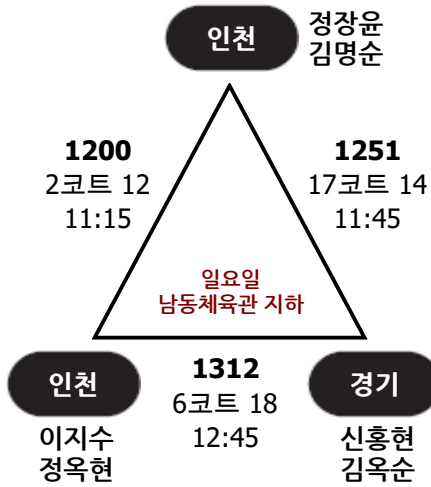 인천
정장윤
김명순
1200
2코트 12
11:15
1251
17코트 14
11:45
일요일
남동체육관 지하
인천
이지수
정옥현
1312
6코트 18
12:45
경기
신홍현
김옥순